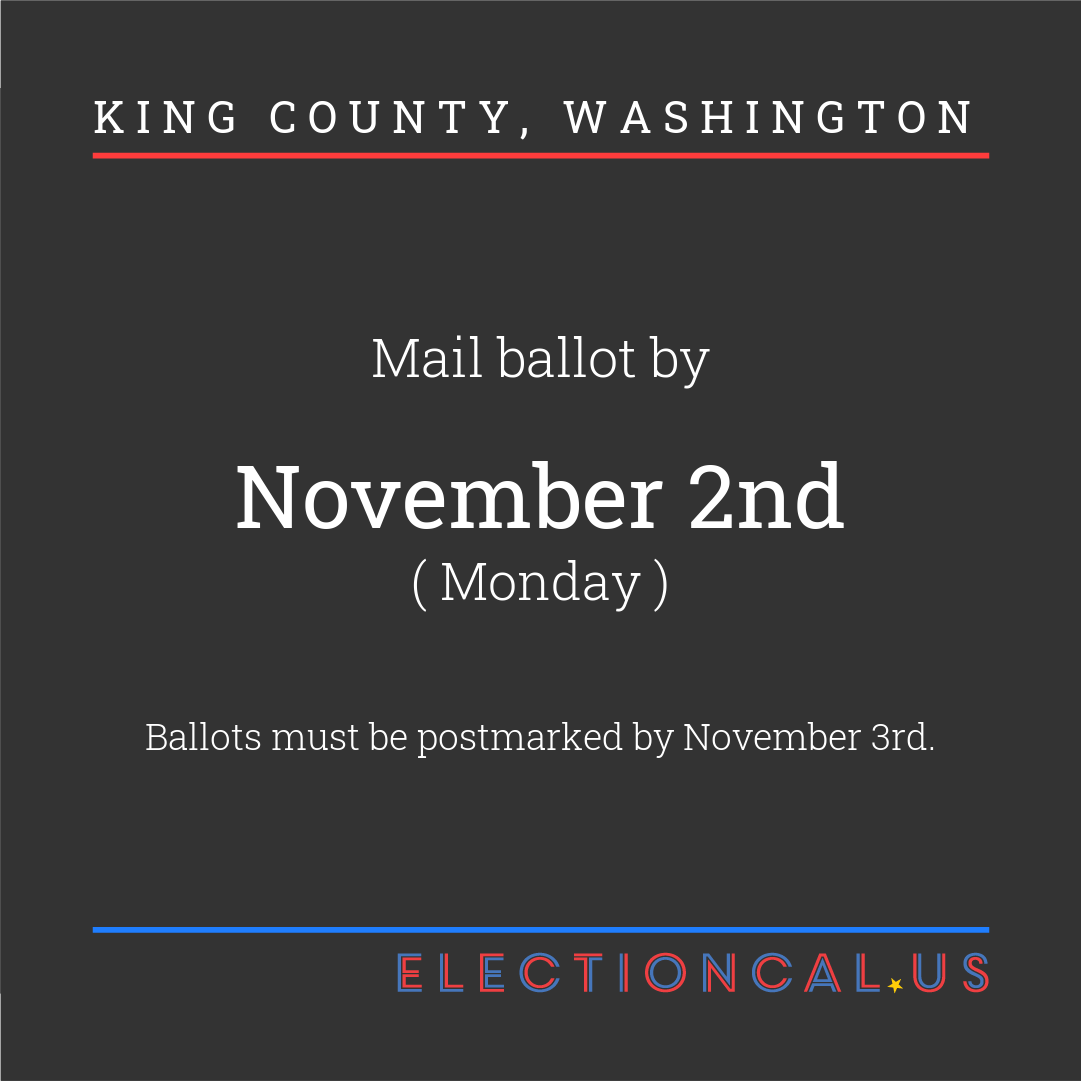 KING COUNTY, WASHINGTON
Mail ballot by
November 2nd
( Monday )
Ballots must be postmarked by November 3rd.
ELECTIONCAL.US